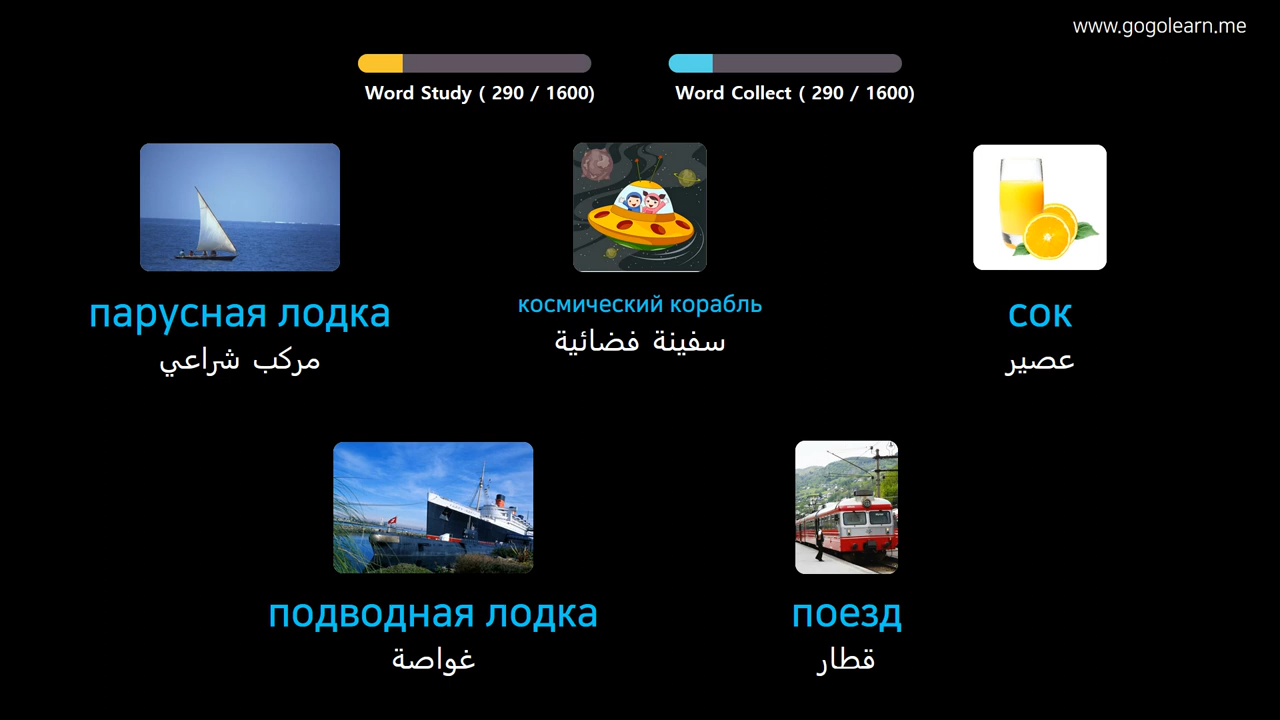 www.gogolearn.me
Word Study ( 290 / 1600)
Word Collect ( 290 / 1600)
парусная лодка
مركب شراعي
космический корабль
سفينة فضائية
сок
عصير
подводная лодка
غواصة
поезд
قطار